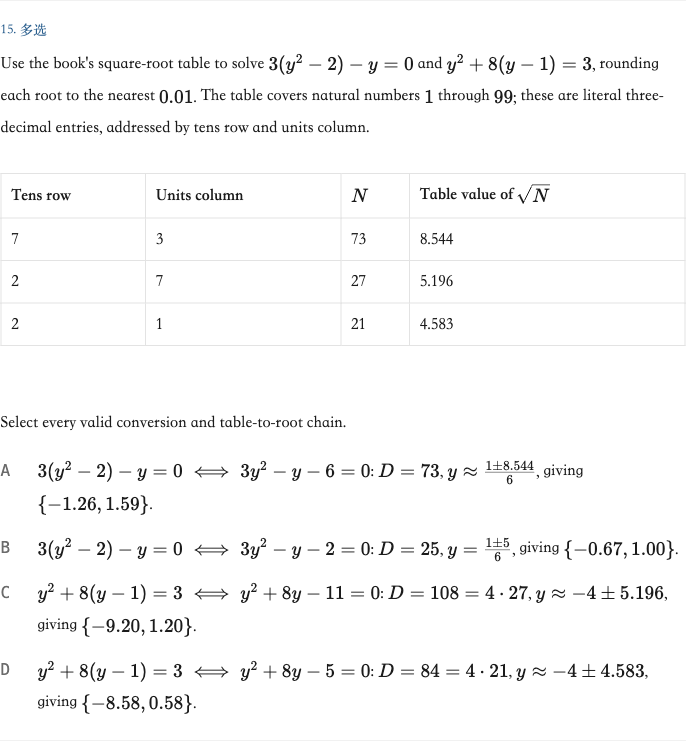 15. 多选
Use the book's square-root table to solve 3(y² − 2) − y = 0 and y² + 8(y − 1) = 3, rounding
each root to the nearest 0.01. The table covers natural numbers 1 through 99; these are literal three-
decimal entries, addressed by tens row and units column.
Tens row Units column N Table value of √N
7 3 73 8.544
2 7 27 5.196
2 1 21 4.583
Select every valid conversion and table-to-root chain.
A 3(y² − 2) − y = 0 ⟺ 3y² − y − 6 = 0: D = 73, y ≈ (1±8.544)/6, giving
{−1.26, 1.59}.
B 3(y² − 2) − y = 0 ⟺ 3y² − y − 2 = 0: D = 25, y = (1±5)/6, giving {−0.67, 1.00}.
C y² + 8(y − 1) = 3 ⟺ y² + 8y − 11 = 0: D = 108 = 4 · 27, y ≈ −4 ± 5.196,
giving {−9.20, 1.20}.
D y² + 8(y − 1) = 3 ⟺ y² + 8y − 5 = 0: D = 84 = 4 · 21, y ≈ −4 ± 4.583,
giving {−8.58, 0.58}.